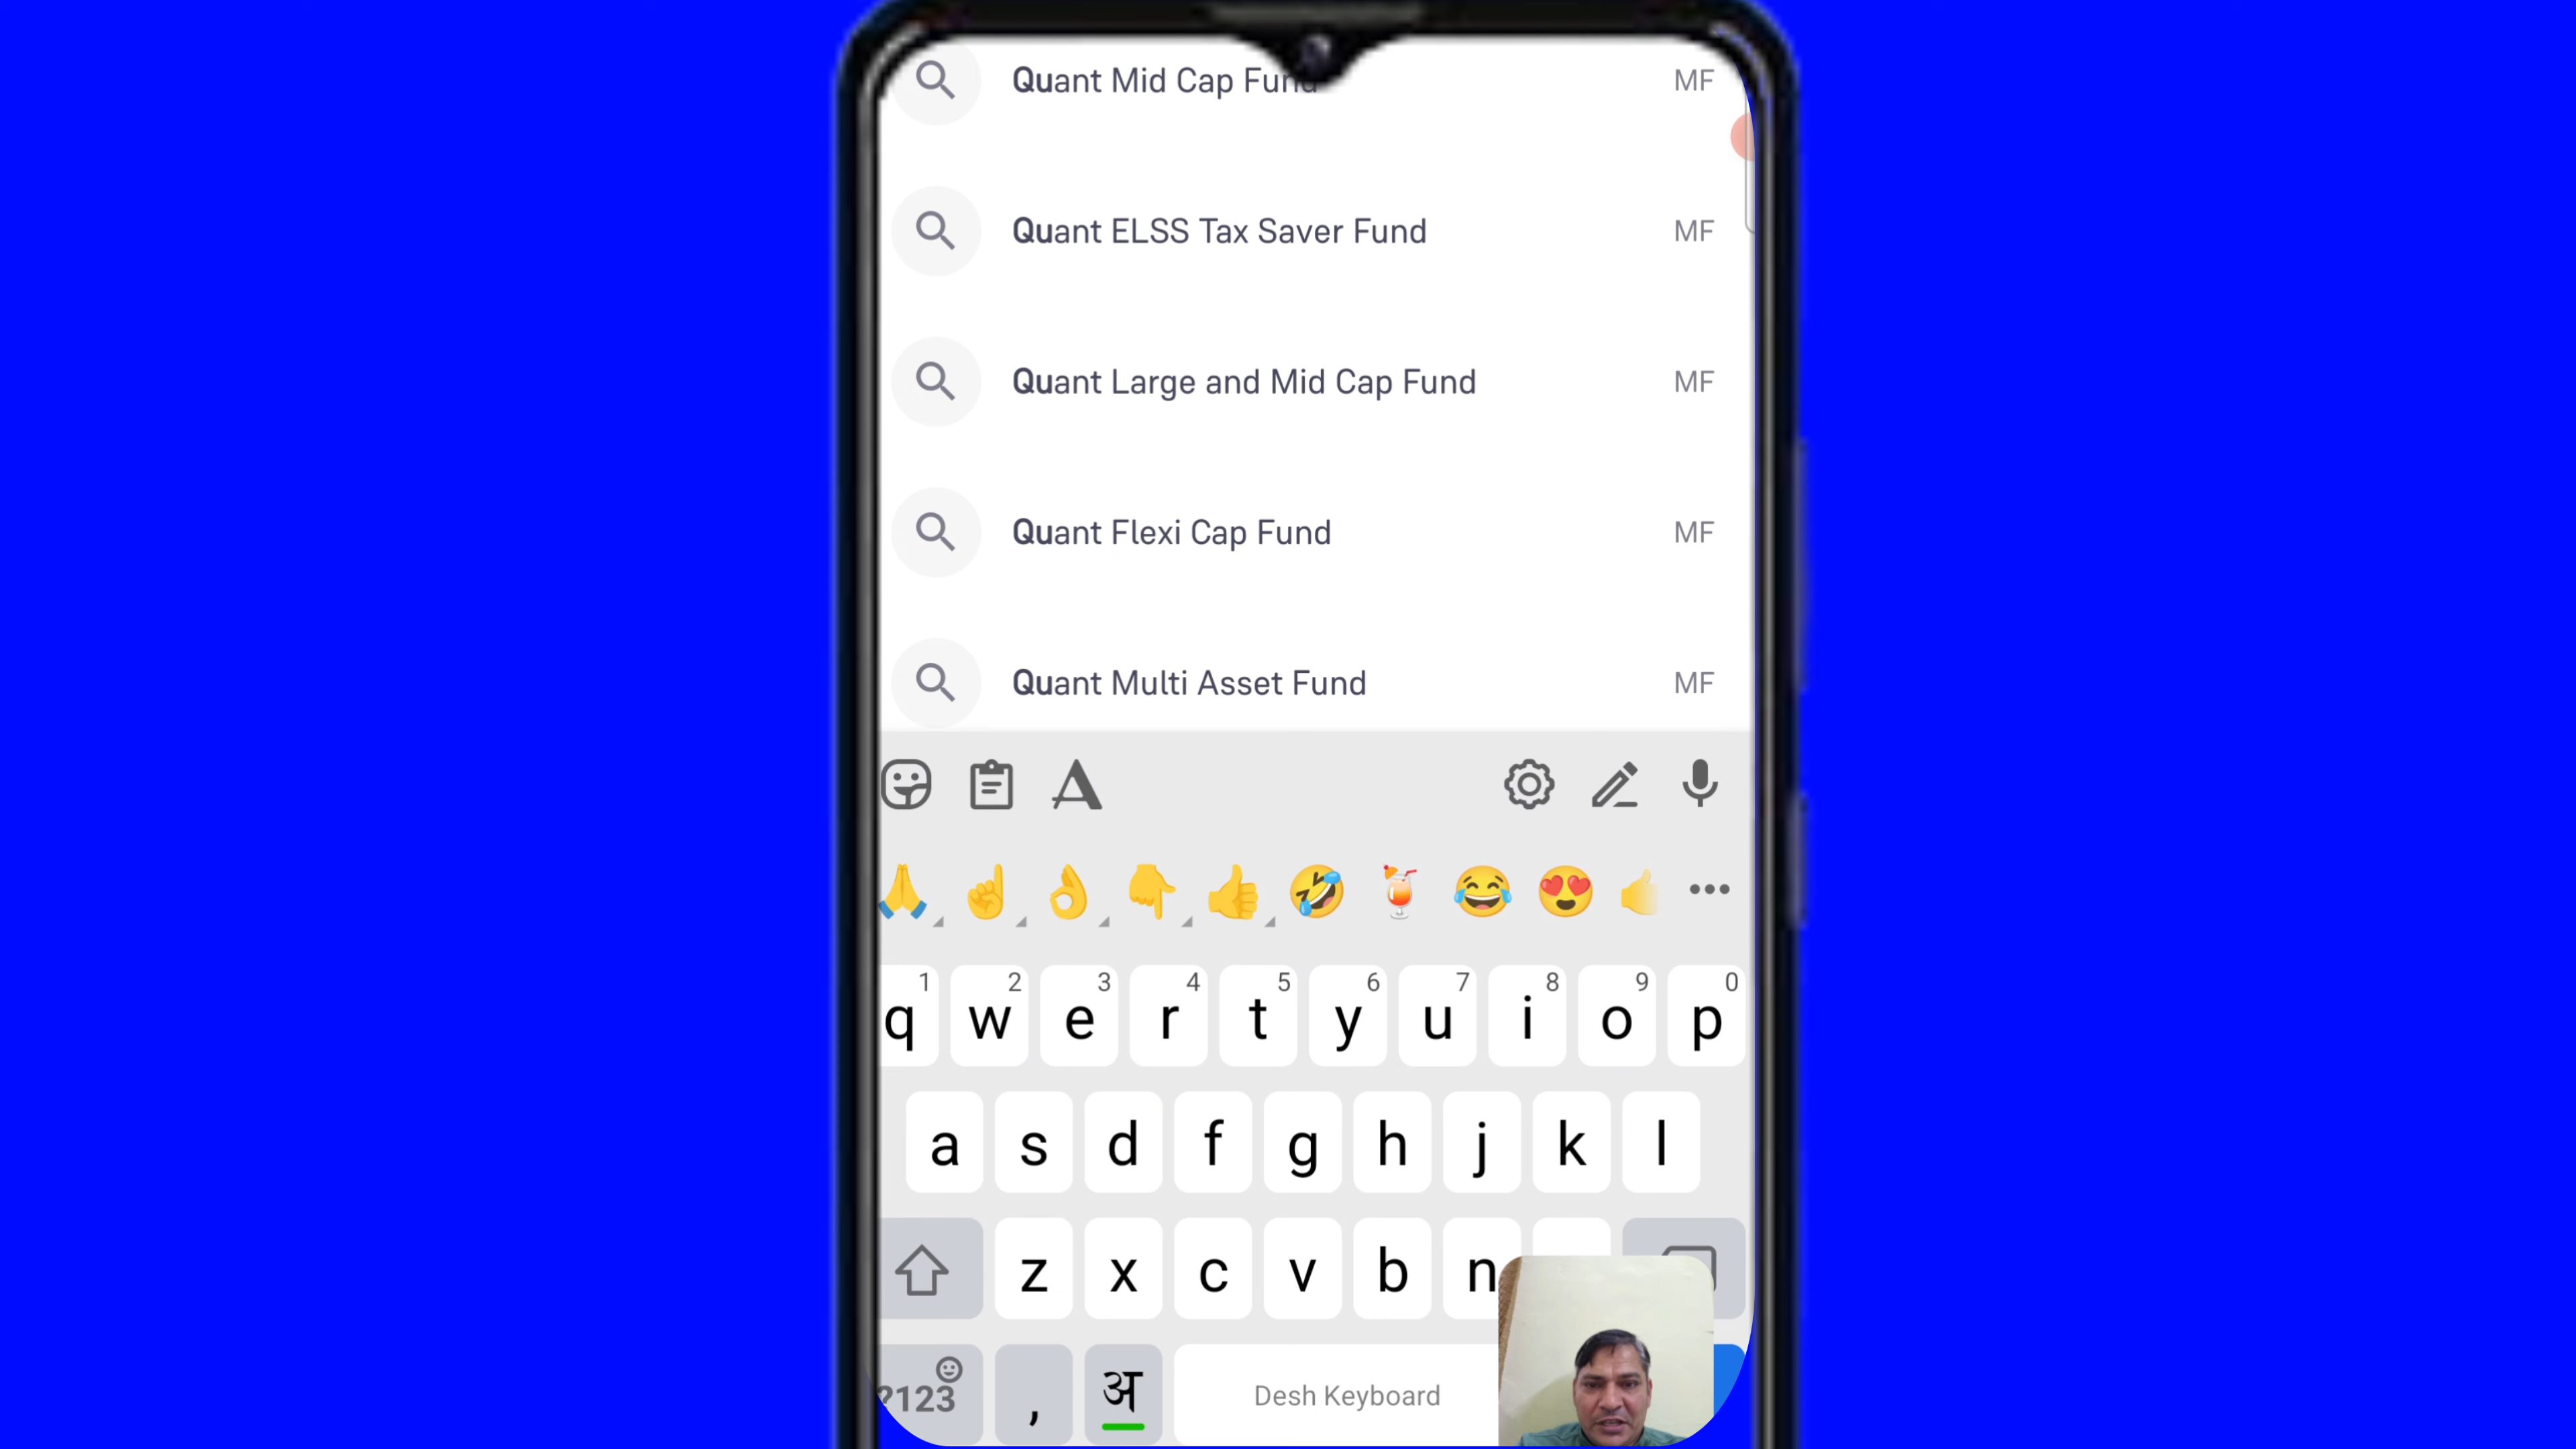 Quant Mid Cap Fund MF
Quant ELSS Tax Saver Fund MF
Quant Large and Mid Cap Fund MF
Quant Flexi Cap Fund MF
Quant Multi Asset Fund MF
1 2 3 4 5 6 7 8 9 0
q w e r t y u i o p
a s d f g h j k l
z x c v b n
?123 , अ Desh Keyboard